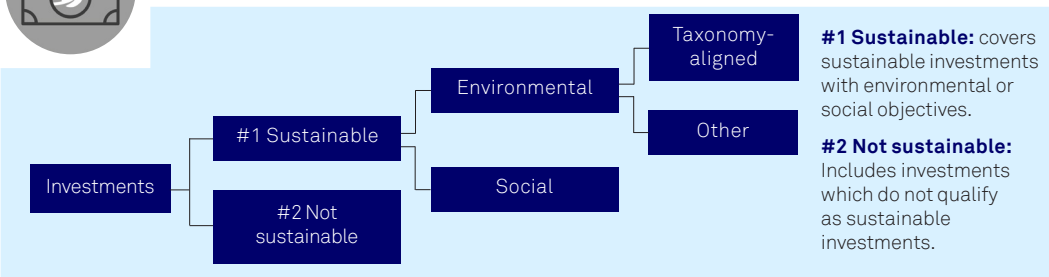 Investments
#1 Sustainable
#2 Not
sustainable
Environmental
Social
Taxonomy-
aligned
Other
#1 Sustainable: covers
sustainable investments
with environmental or
social objectives.
#2 Not sustainable:
Includes investments
which do not qualify
as sustainable
investments.